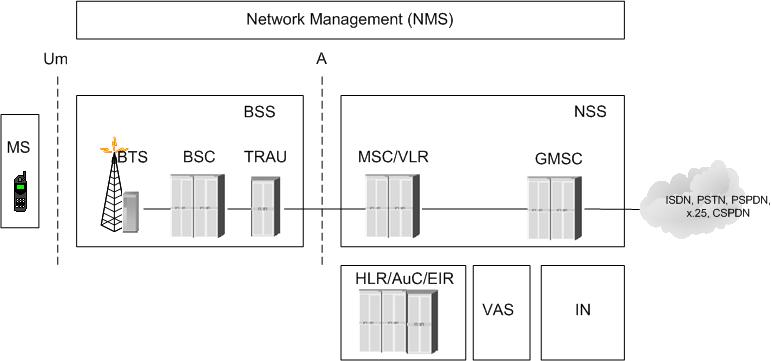 Network Management (NMS)
Um
A
BSS
NSS
MS
BTS
BSC
TRAU
MSC/VLR
GMSC
ISDN, PSTN, PSPDN,
x.25, CSPDN
HLR/AuC/EIR
VAS
IN